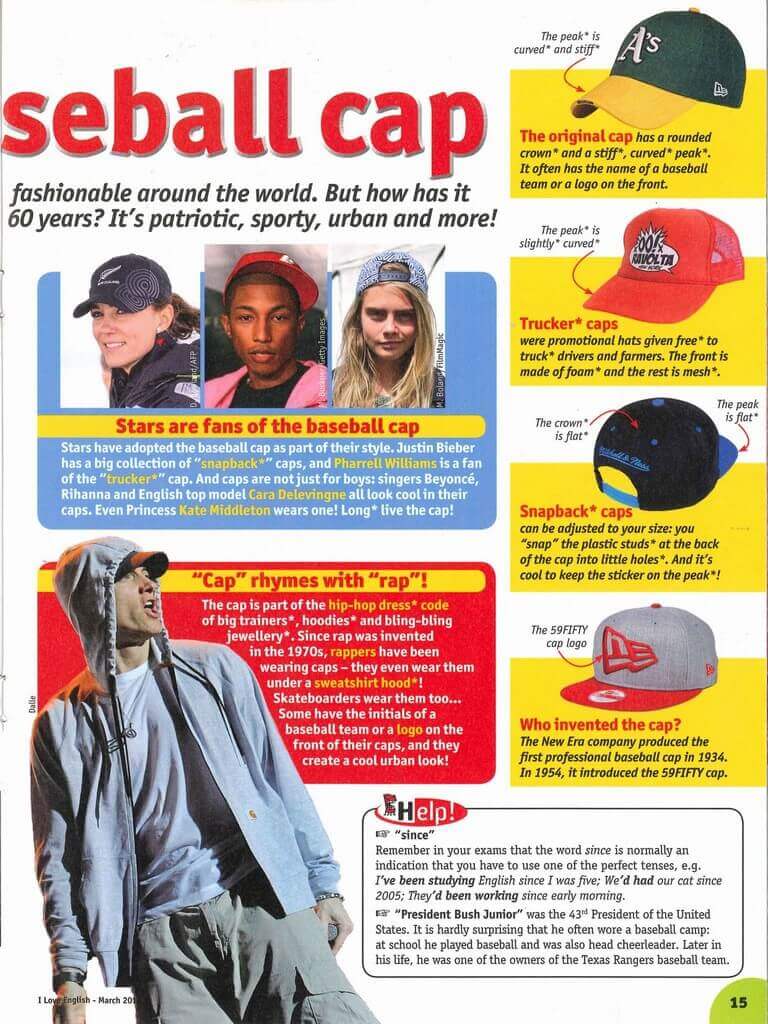 seball cap
fashionable around the world. But how has it
60 years? It's patriotic, sporty, urban and more!
Stars are fans of the baseball cap
Stars have adopted the baseball cap as part of their style. Justin Bieber
has a big collection of "snapback*" caps, and Pharrell Williams is a fan
of the "trucker*" cap. And caps are not just for boys: singers Beyoncé,
Rihanna and English top model Cara Delevingne all look cool in their
caps. Even Princess Kate Middleton wears one! Long* live the cap!
"Cap" rhymes with "rap"!
The cap is part of the hip-hop dress* code
of big trainers*, hoodies* and bling-bling
jewellery*. Since rap was invented
in the 1970s, rappers have been
wearing caps – they even wear them
under a sweatshirt hood*!
Skateboarders wear them too...
Some have the initials of a
baseball team or a logo on the
front of their caps, and they
create a cool urban look!
Dalle
The peak* is
curved* and stiff*
A's
The original cap has a rounded
crown* and a stiff*, curved* peak*.
It often has the name of a baseball
team or a logo on the front.
The peak* is
slightly* curved*
Trucker* caps
were promotional hats given free* to
truck* drivers and farmers. The front is
made of foam* and the rest is mesh*.
The crown*
is flat*
The peak
is flat*
Mitchell & Ness
Snapback* caps
can be adjusted to your size: you
"snap" the plastic studs* at the back
of the cap into little holes*. And it's
cool to keep the sticker on the peak*!
The 59FIFTY
cap logo
Who invented the cap?
The New Era company produced the
first professional baseball cap in 1934.
In 1954, it introduced the 59FIFTY cap.
Help!
☞ "since"
Remember in your exams that the word since is normally an
indication that you have to use one of the perfect tenses, e.g.
I've been studying English since I was five; We'd had our cat since
2005; They'd been working since early morning.
☞ "President Bush Junior" was the 43rd President of the United
States. It is hardly surprising that he often wore a baseball camp:
at school he played baseball and was also head cheerleader. Later in
his life, he was one of the owners of the Texas Rangers baseball team.
I Love English - March
15